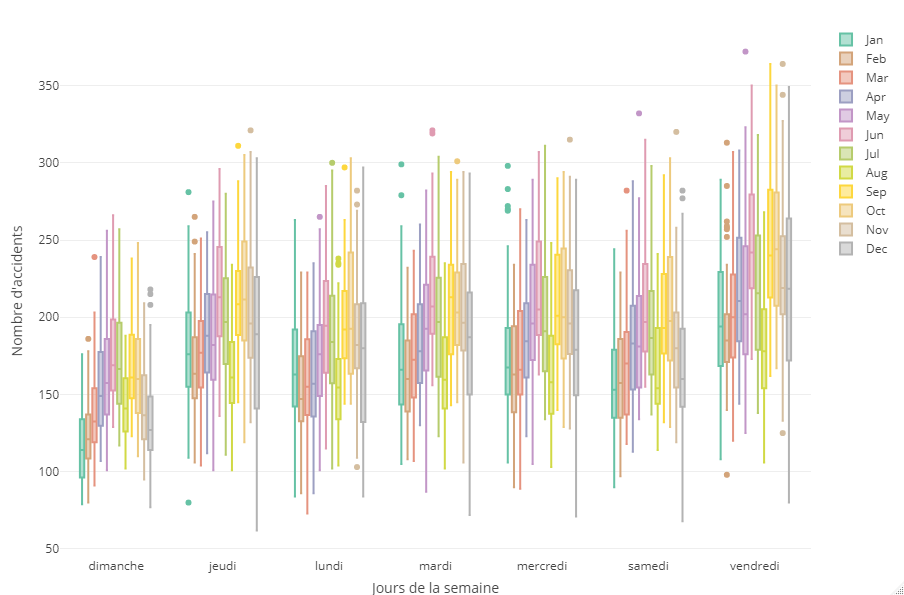 Jan
Feb
Mar
Apr
May
Jun
Jul
Aug
Sep
Oct
Nov
Dec
350
300
250
200
150
100
50
Nombre d'accidents
dimanche jeudi lundi mardi mercredi samedi vendredi
Jours de la semaine